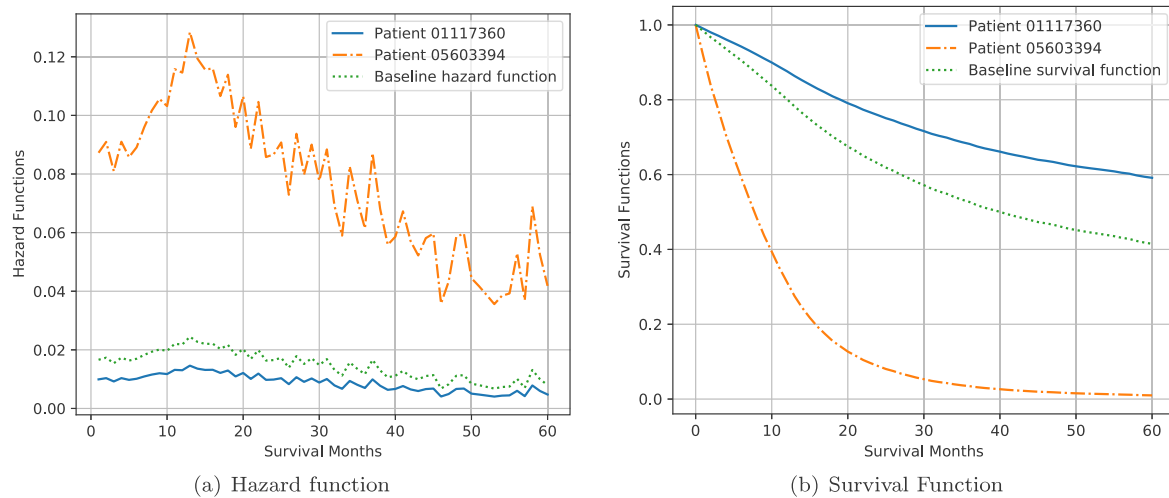 Patient 01117360
Patient 05603394
Baseline hazard function
0.12
0.10
0.08
0.06
0.04
0.02
0.00
Hazard Functions
0 10 20 30 40 50 60
Survival Months
(a) Hazard function
Patient 01117360
Patient 05603394
Baseline survival function
1.0
0.8
0.6
0.4
0.2
0.0
Survival Functions
0 10 20 30 40 50 60
Survival Months
(b) Survival Function